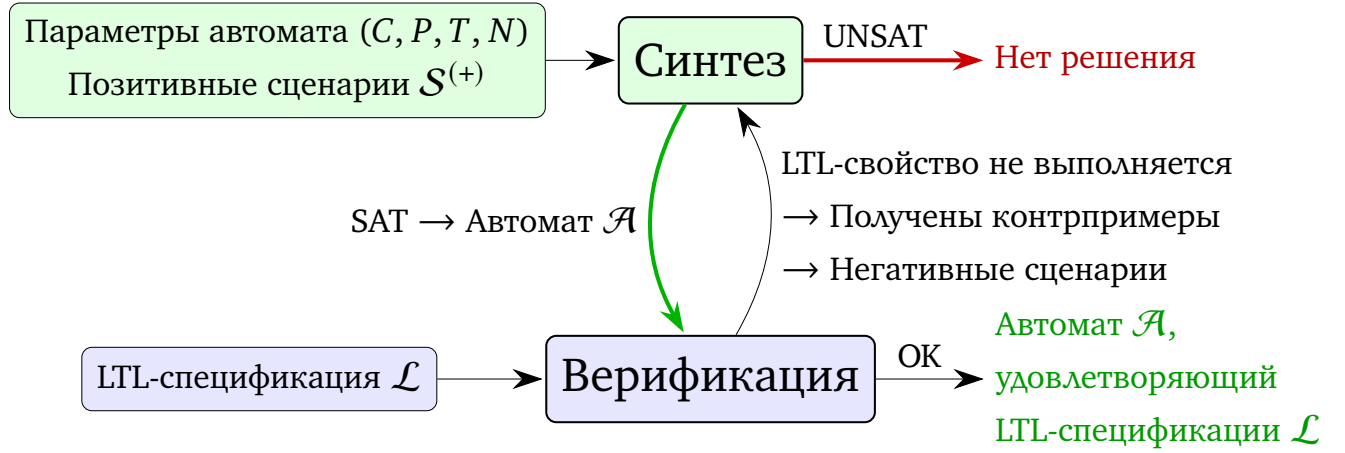 Параметры автомата (C, P, T, N)
Позитивные сценарии 𝓢⁽⁺⁾
Синтез
UNSAT
Нет решения
SAT → Автомат 𝒜
LTL-свойство не выполняется
→ Получены контрпримеры
→ Негативные сценарии
LTL-спецификация 𝓛
Верификация
OK
Автомат 𝒜,
удовлетворяющий
LTL-спецификации 𝓛